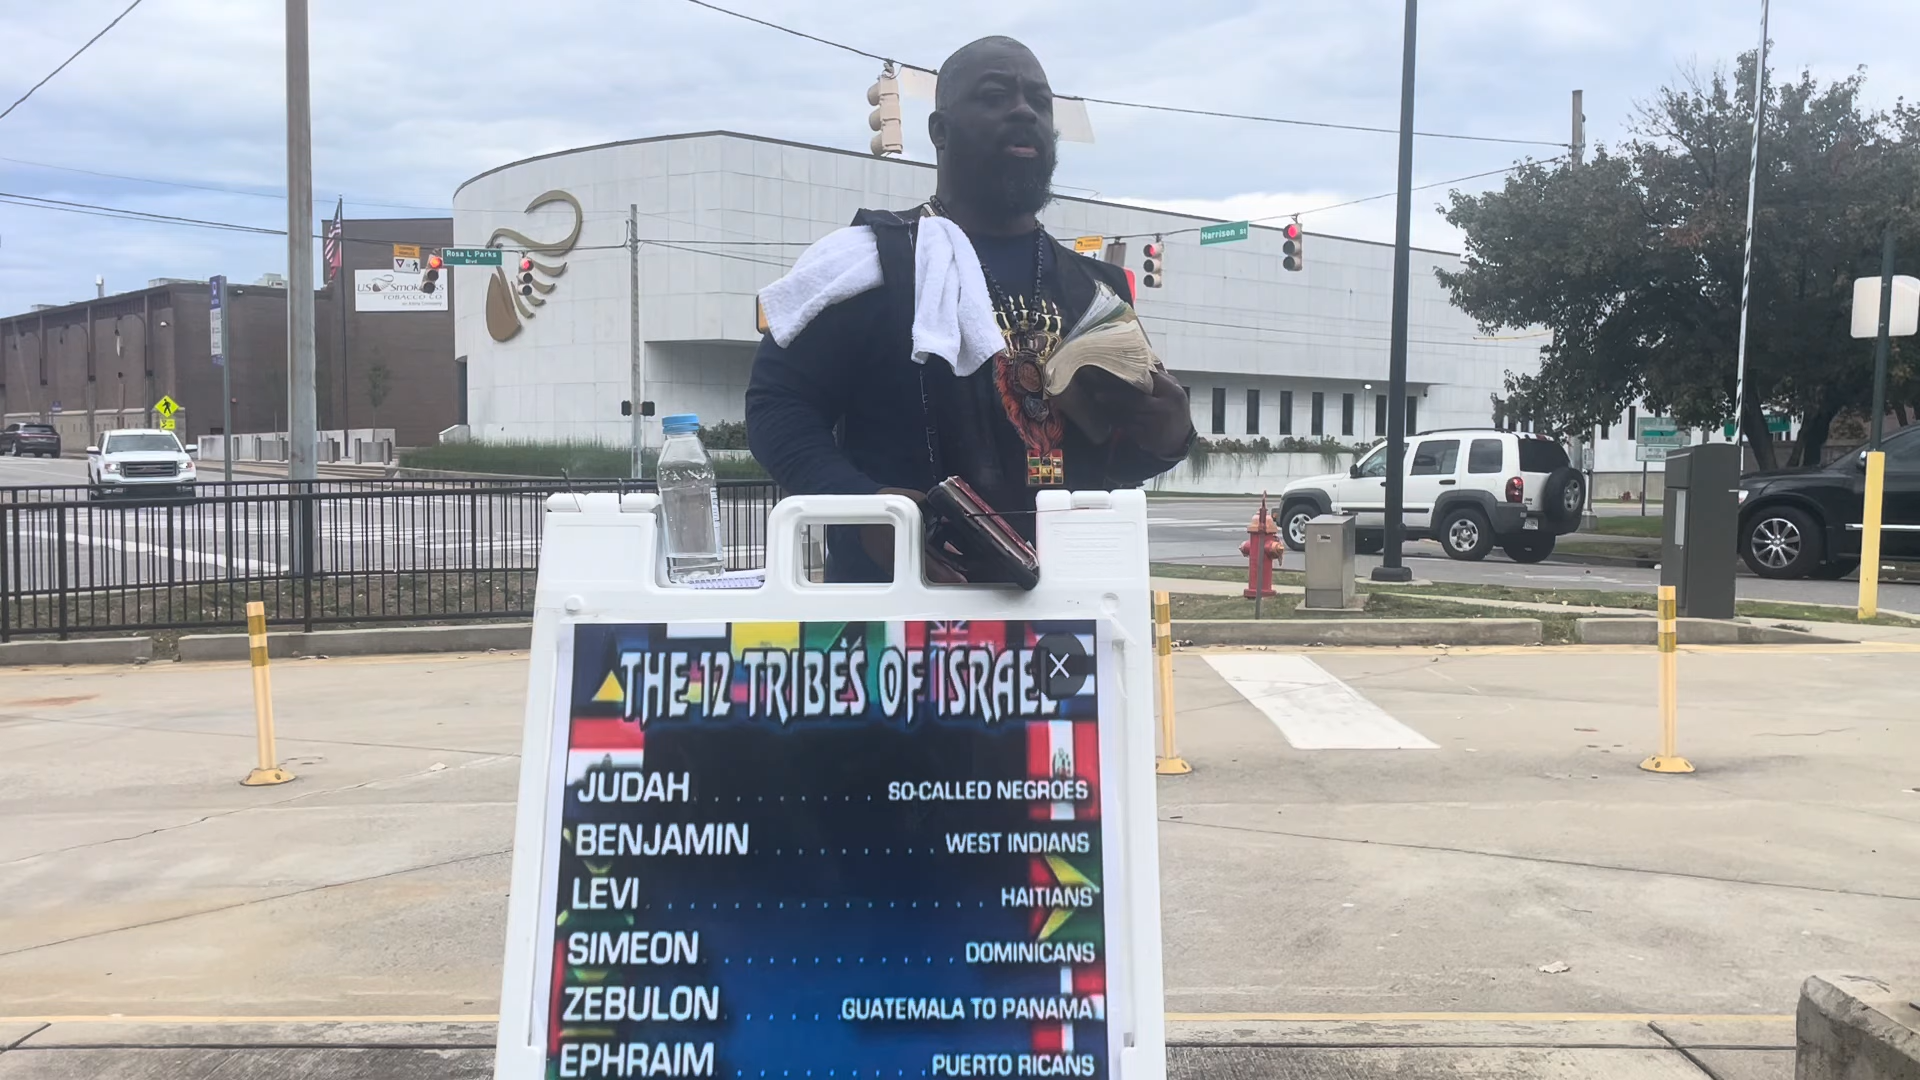 Rosa L Parks
Blvd
Harrison St
US Smokeless
TOBACCO CO.
THE 12 TRIBES OF ISRAEL
JUDAH . . . . . . . . . SO-CALLED NEGROES
BENJAMIN . . . . . . . . . WEST INDIANS
LEVI . . . . . . . . . . . . . . . . HAITIANS
SIMEON . . . . . . . . . . . . DOMINICANS
ZEBULON . . . . . . GUATEMALA TO PANAMA
EPHRAIM . . . . . . . . . PUERTO RICANS